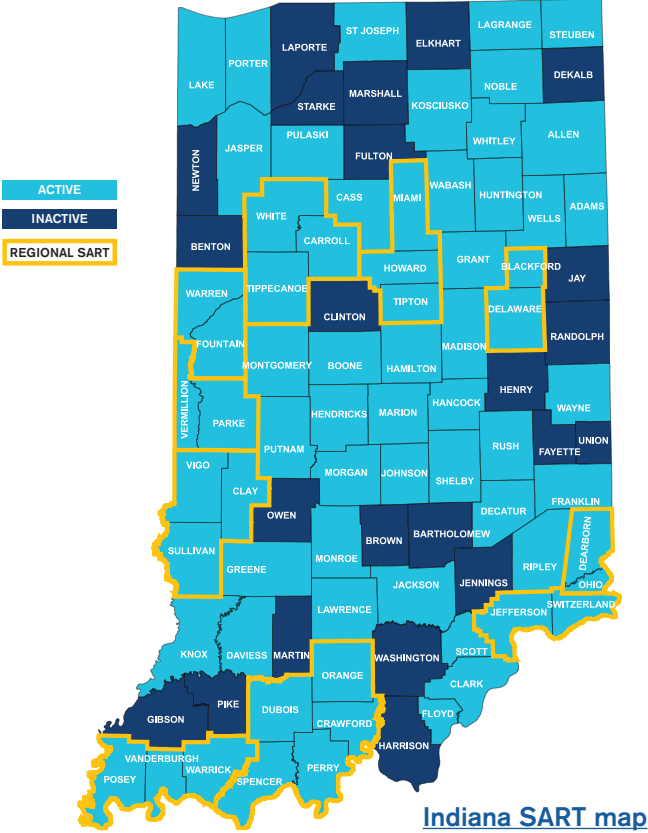 ST JOSEPH
LAGRANGE
STEUBEN
ELKHART
LAPORTE
PORTER
LAKE
DEKALB
NOBLE
MARSHALL
STARKE
KOSCIUSKO
PULASKI
JASPER
WHITLEY
ALLEN
FULTON
NEWTON
ACTIVE
INACTIVE
REGIONAL SART
WHITE
CASS
MIAMI
WABASH
HUNTINGTON
WELLS
ADAMS
CARROLL
BENTON
GRANT
BLACKFORD
JAY
HOWARD
WARREN
TIPPECANOE
TIPTON
CLINTON
DELAWARE
RANDOLPH
FOUNTAIN
MADISON
MONTGOMERY
BOONE
HAMILTON
HENRY
VERMILLION
PARKE
HENDRICKS
MARION
HANCOCK
WAYNE
UNION
FAYETTE
PUTNAM
RUSH
VIGO
CLAY
MORGAN
JOHNSON
SHELBY
FRANKLIN
OWEN
DECATUR
BROWN
BARTHOLOMEW
DEARBORN
SULLIVAN
GREENE
MONROE
RIPLEY
JENNINGS
JACKSON
OHIO
SWITZERLAND
JEFFERSON
LAWRENCE
KNOX
DAVIESS
MARTIN
WASHINGTON
SCOTT
ORANGE
CLARK
PIKE
DUBOIS
GIBSON
CRAWFORD
FLOYD
HARRISON
VANDERBURGH
WARRICK
POSEY
SPENCER
PERRY
Indiana SART map